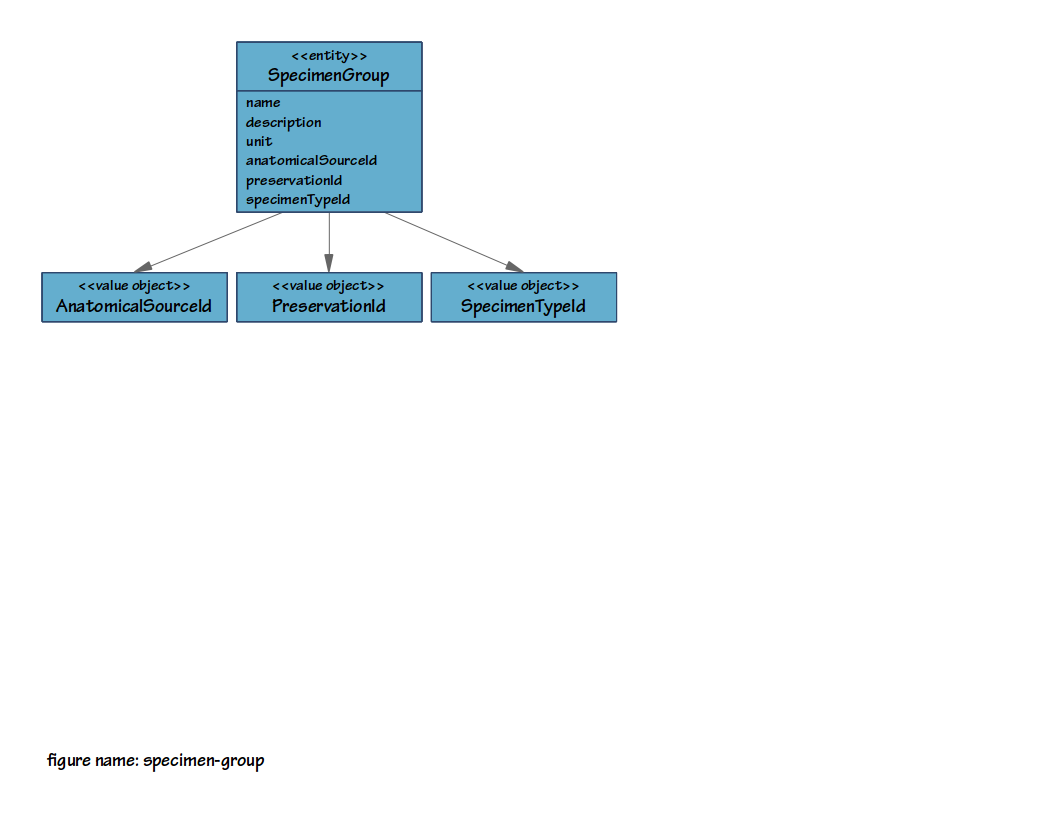 <<entity>>
SpecimenGroup
name
description
unit
anatomicalSourceId
preservationId
specimenTypeId
<<value object>>
AnatomicalSourceId
<<value object>>
PreservationId
<<value object>>
SpecimenTypeId
figure name: specimen-group